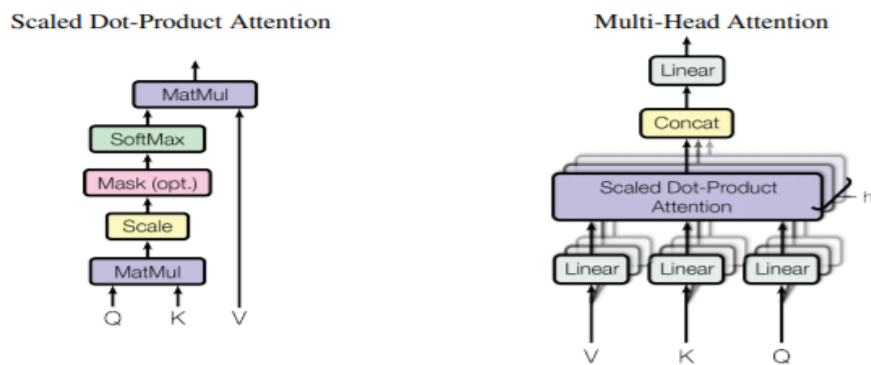 Scaled Dot-Product Attention
MatMul
SoftMax
Mask (opt.)
Scale
MatMul
Q K V
Multi-Head Attention
Linear
Concat
Scaled Dot-Product
Attention
h
Linear Linear Linear
V K Q